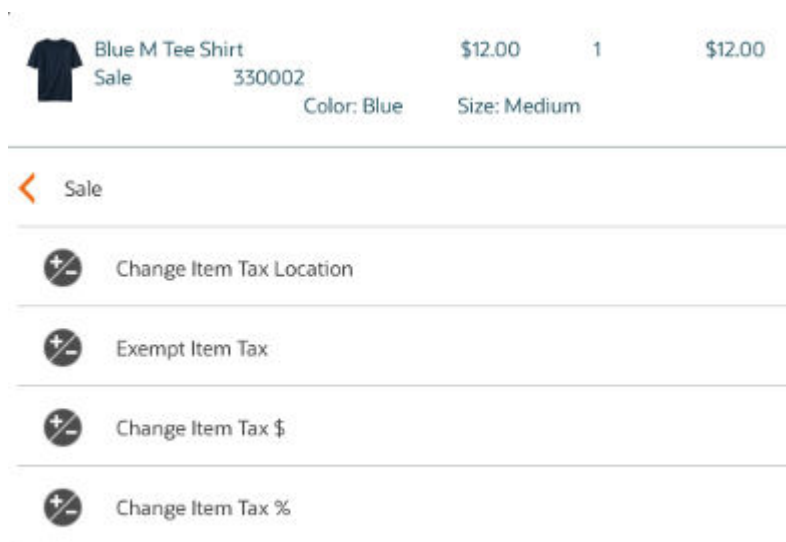 Blue M Tee Shirt $12.00 1 $12.00
Sale 330002
Color: Blue Size: Medium
Sale
Change Item Tax Location
Exempt Item Tax
Change Item Tax $
Change Item Tax %